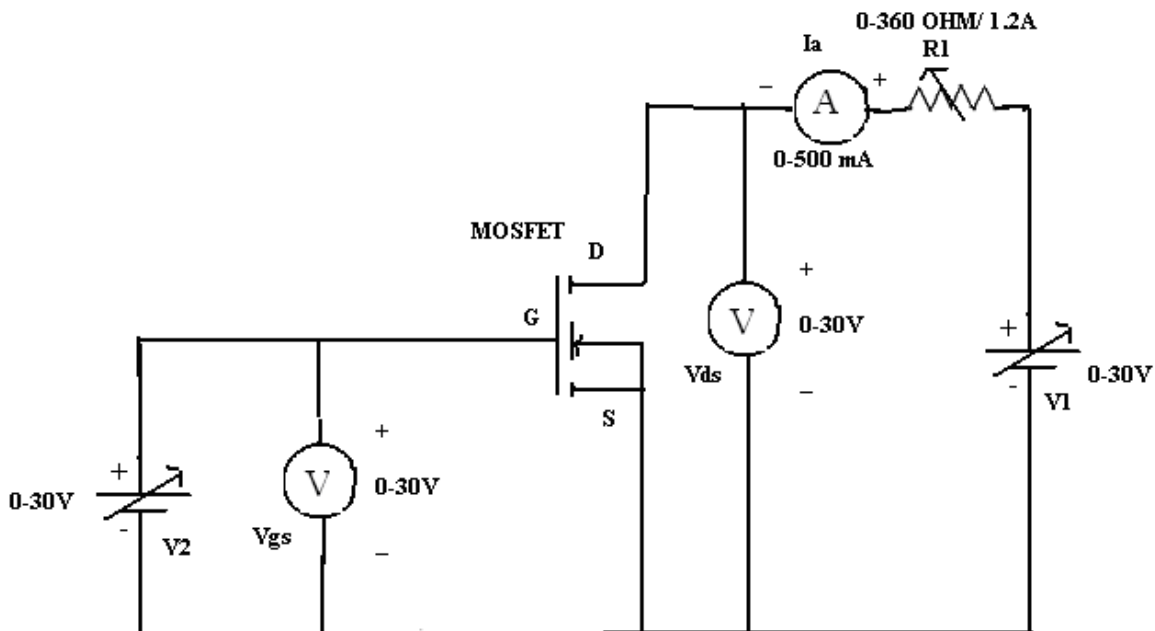 0-360 OHM/ 1.2A
Ia
R1
− +
A
0-500 mA
MOSFET
D
G
S
+
V
0-30V
Vds
−
+
0-30V
-
V1
+
0-30V
-
V2
+
V
0-30V
Vgs
−